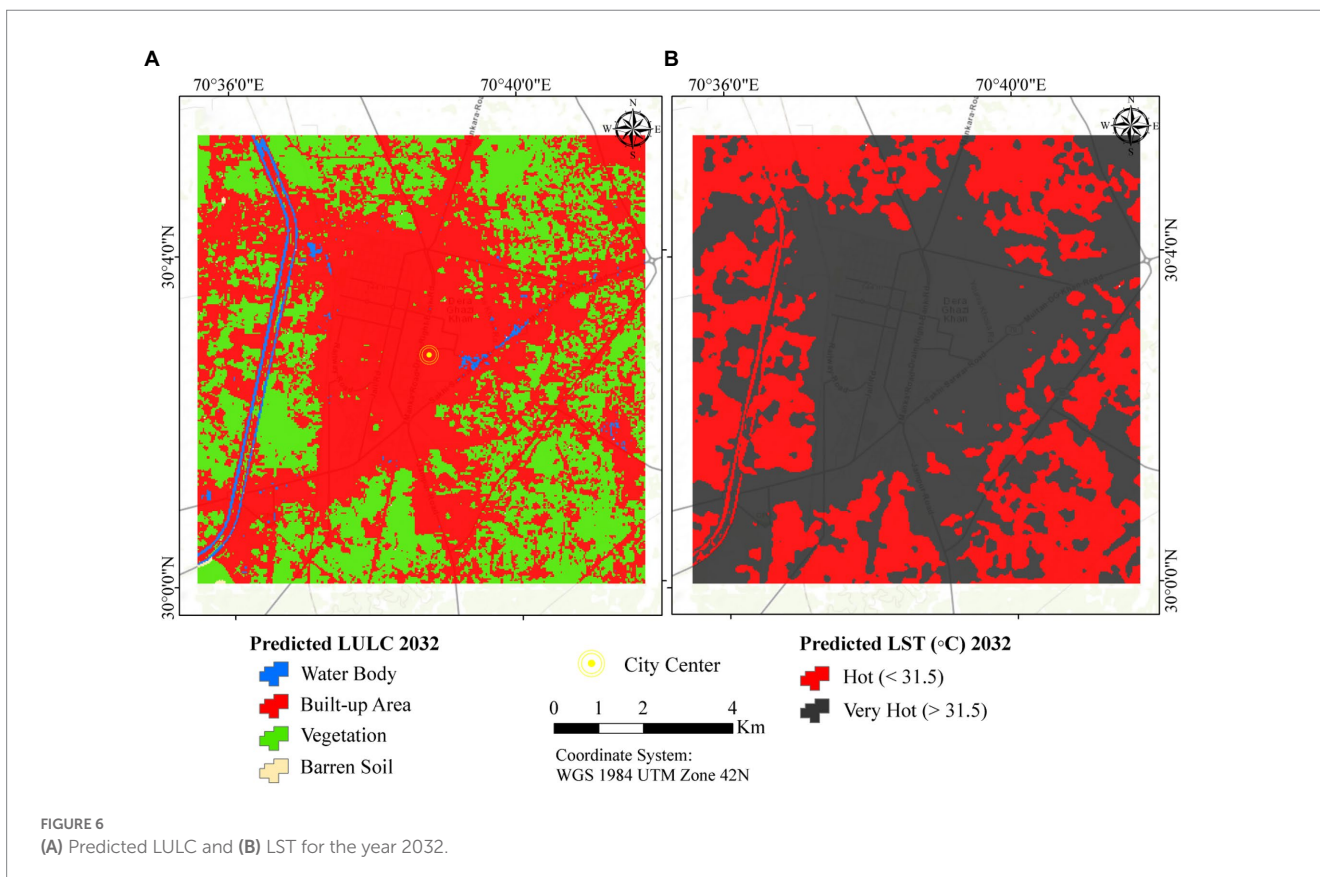 A
B
70°36'0"E
70°40'0"E
70°36'0"E
70°40'0"E
N
W
E
S
N
W
E
S
30°4'0"N
30°4'0"N
Dera
Ghazi
Khan
30°0'0"N
30°0'0"N
Predicted LULC 2032
Water Body
Built-up Area
Vegetation
Barren Soil
City Center
0 1 2 4
Km
Coordinate System:
WGS 1984 UTM Zone 42N
Predicted LST (°C) 2032
Hot (< 31.5)
Very Hot (> 31.5)
FIGURE 6
(A) Predicted LULC and (B) LST for the year 2032.